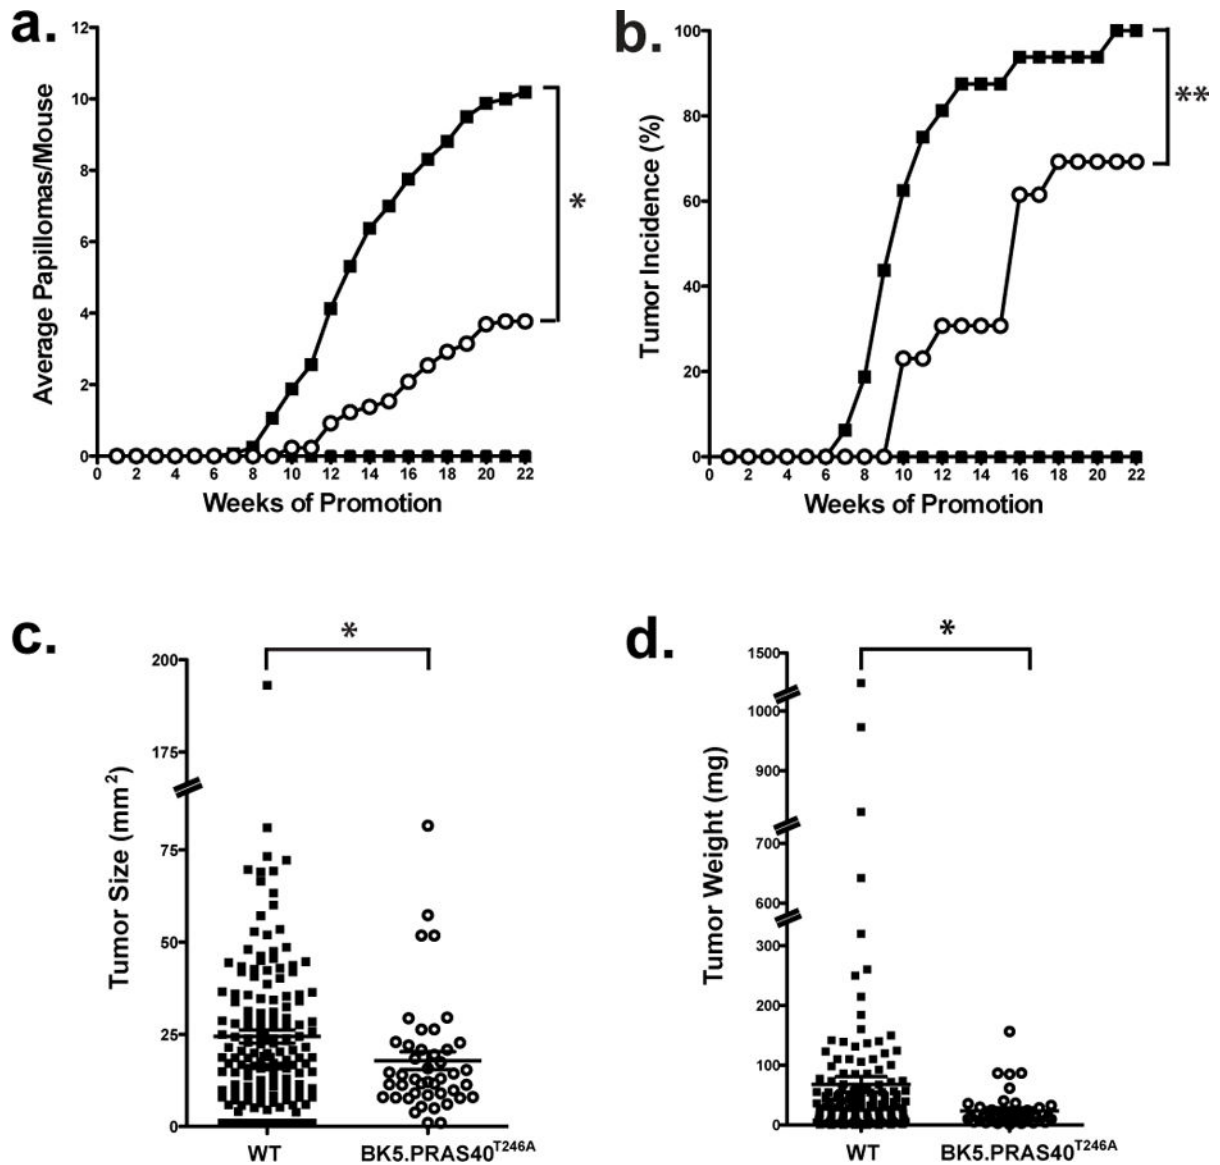 a.
Average Papillomas/Mouse
12
10
8
6
4
2
0
0 2 4 6 8 10 12 14 16 18 20 22
Weeks of Promotion
*
b.
Tumor Incidence (%)
100
80
60
40
20
0
0 2 4 6 8 10 12 14 16 18 20 22
Weeks of Promotion
**
c.
Tumor Size (mm²)
200
175
75
50
25
0
WT BK5.PRAS40ᵀ²⁴⁶ᴬ
*
d.
Tumor Weight (mg)
1500
1000
900
700
600
300
200
100
0
WT BK5.PRAS40ᵀ²⁴⁶ᴬ
*